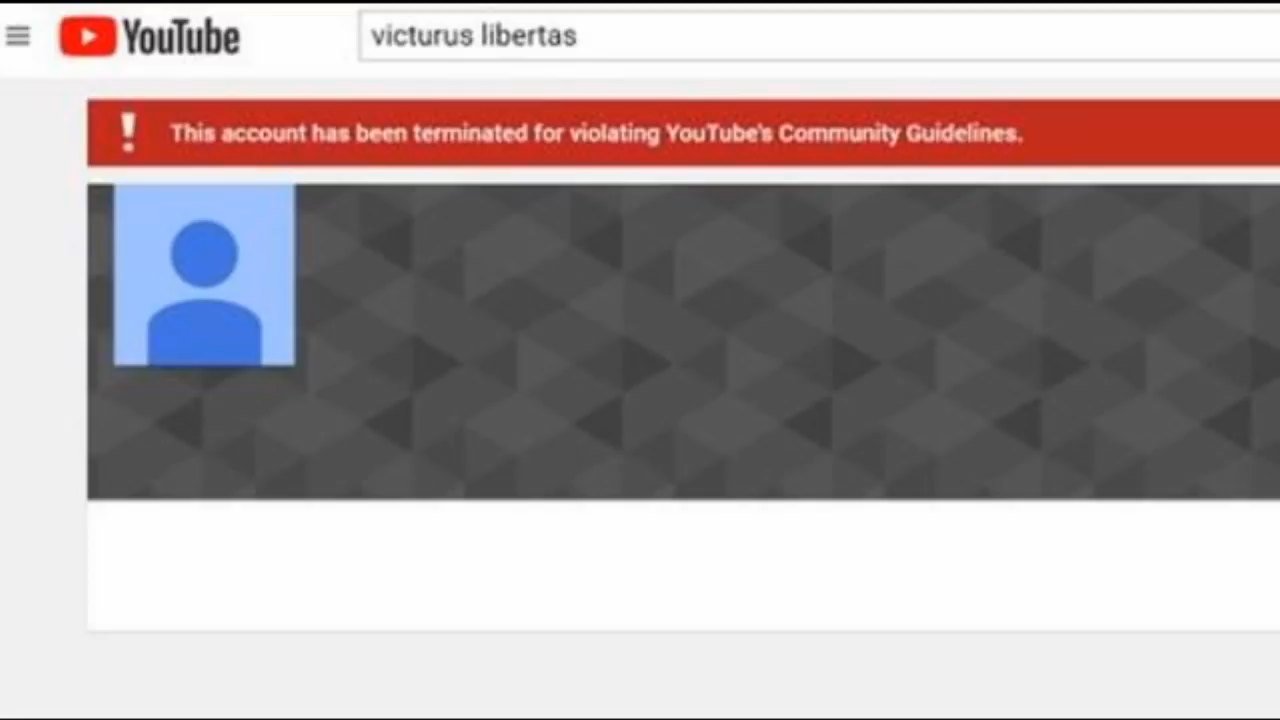 YouTube
victurus libertas
This account has been terminated for violating YouTube's Community Guidelines.